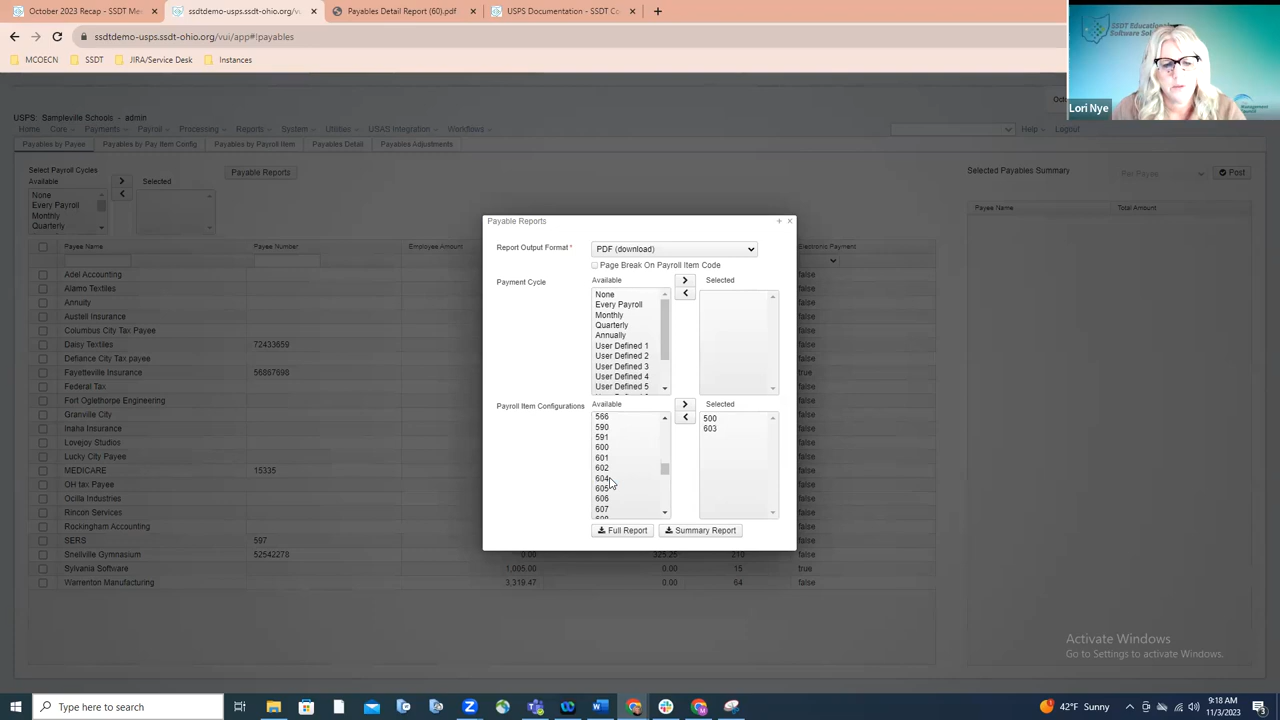 October 2023 Recap
ssdtdemo-usps.ssdt-ohio.org/vui
Payables Detail Report (60).pdf
USPS Documentation - SSDT Co
ssdtdemo-usps.ssdt-ohio.org/vui/app#!payables
MCOECN
SSDT
JIRA/Service Desk
Instances
SSDT Educational
Software
Lori Nye
USPS: Sampleville Schools - admin
Home
Core
Payments
Payroll
Processing
Reports
System
Utilities
USAS Integration
Workflows
Help
Logout
Payables by Payee
Payables by Pay Item Config
Payables by Payroll Item
Payables Detail
Payables Adjustments
Select Payroll Cycles
Available
Selected
Payable Reports
None
Every Payroll
Monthly
Quarterly
Selected Payables Summary
Per Payee
Post
Payee Name
Total Amount
Payee Name
Payee Number
Employee Amount
Electronic Payment
Adel Accounting
false
Alamo Textiles
false
Annuity
false
Austell Insurance
false
Columbus City Tax Payee
false
Daisy Textiles
72433659
false
Defiance City Tax payee
false
Fayetteville Insurance
56867698
true
Federal Tax
false
Fort Oglethorpe Engineering
false
Granville City
false
Inaha Insurance
false
Lovejoy Studios
false
Lucky City Payee
false
MEDICARE
15335
false
OH tax Payee
false
Ocilla Industries
false
Rincon Services
false
Rockingham Accounting
false
SERS
597
false
Snellville Gymnasium
52542278
0.00
325.25
210
false
Sylvania Software
1,005.00
0.00
15
true
Warrenton Manufacturing
3,319.47
0.00
64
false
Payable Reports
Report Output Format *
PDF (download)
Page Break On Payroll Item Code
Payment Cycle
Available
Selected
None
Every Payroll
Monthly
Quarterly
Annually
User Defined 1
User Defined 2
User Defined 3
User Defined 4
User Defined 5
Payroll Item Configurations
Available
Selected
566
590
591
600
601
602
604
605
606
607
500
603
Full Report
Summary Report
Activate Windows
Go to Settings to activate Windows.
Type here to search
42°F Sunny
9:18 AM
11/3/2023